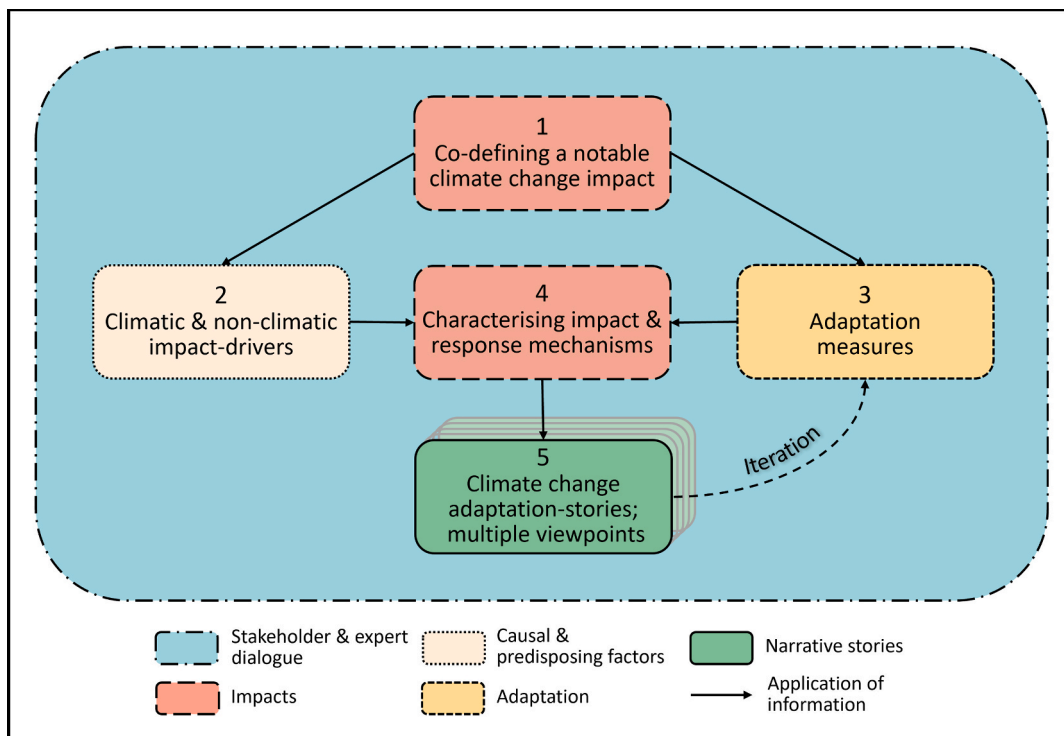 1
Co-defining a notable
climate change impact
2
Climatic & non-climatic
impact-drivers
4
Characterising impact &
response mechanisms
3
Adaptation
measures
5
Climate change
adaptation-stories;
multiple viewpoints
Iteration
Stakeholder & expert
dialogue
Causal &
predisposing factors
Narrative stories
Impacts
Adaptation
Application of
information